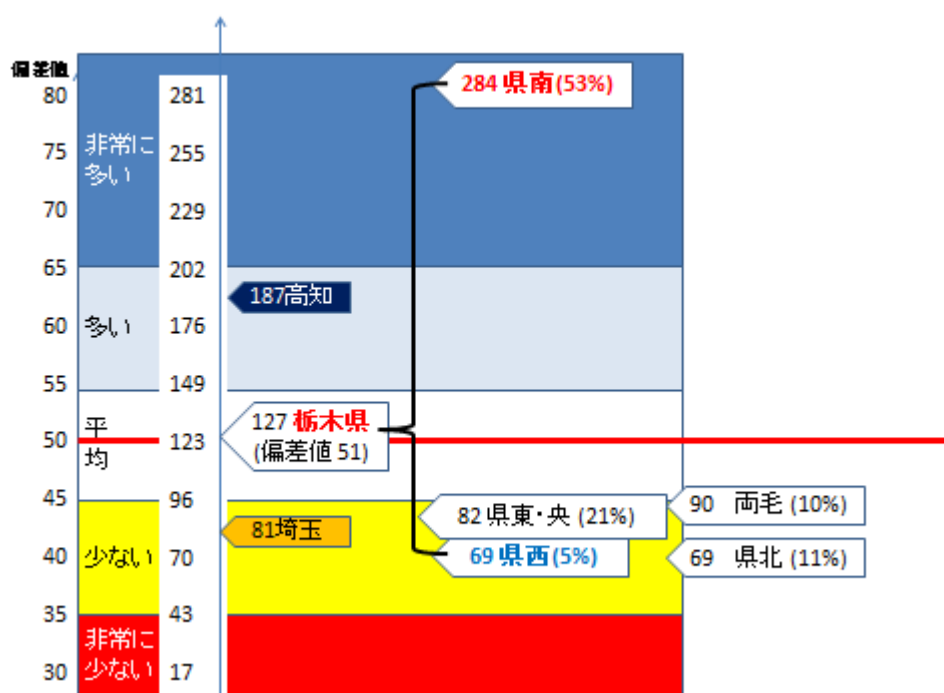 偏差値
80 281 284 県南(53%)
75 非常に多い 255
70 229
65 202
187高知
60 多い 176
55 149
127 栃木県
(偏差値 51)
50 平均 123
45 96
90 両毛 (10%)
82 県東・央 (21%)
81埼玉
40 少ない 70 69 県西(5%) 69 県北 (11%)
35 43
非常に
30 少ない 17